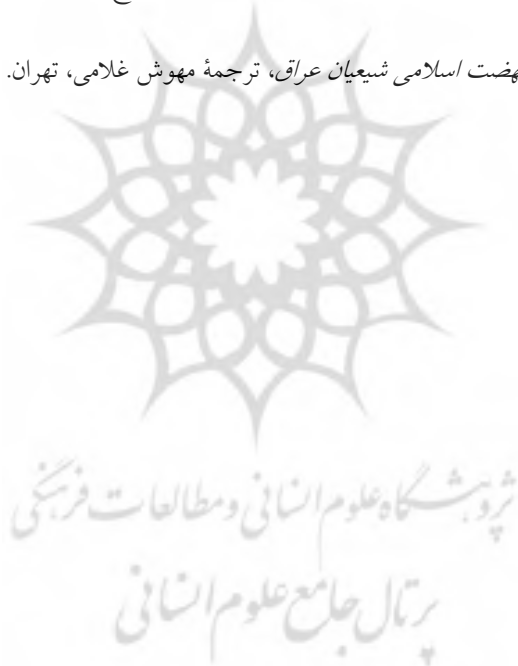 نهضت اسلامی شیعیان عراق، ترجمهٔ مهوش غلامی، تهران.
پژوهشگاه علوم انسانی و مطالعات فرهنگی
پرتال جامع علوم انسانی